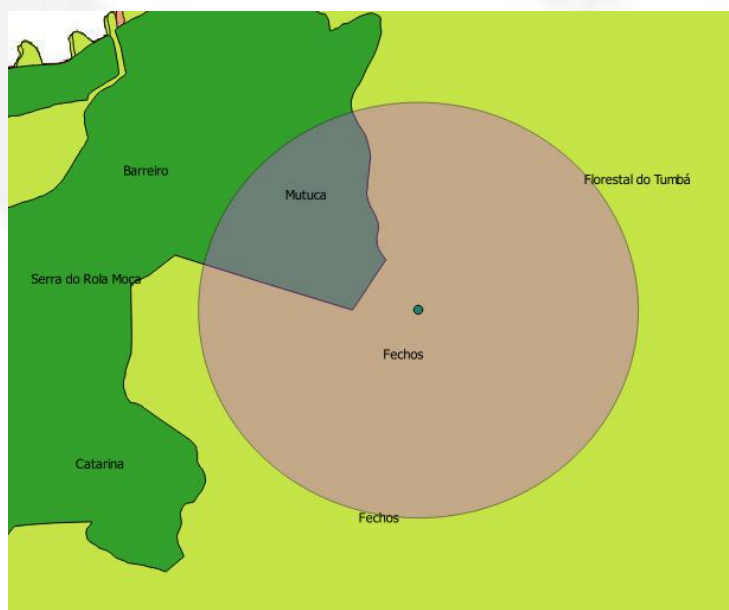 Barreiro
Florestal do Tumbá
Mutuca
Serra do Rola Moça
Fechos
Catarina
Fechos